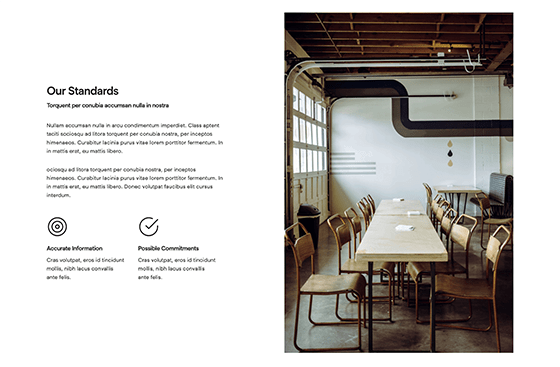 Our Standards
Torquent per conubia accumsan nulla in nostra
Nullam accumsan nulla in arcu condimentum imperdiet. Class aptent
taciti sociosqu ad litora torquent per conubia nostra, per inceptos
himenaeos. Curabitur lacinia purus vitae lorem porttitor fermentum. In
in mattis erat, eu mattis libero.
ociosqu ad litora torquent per conubia nostra, per inceptos
himenaeos. Curabitur lacinia purus vitae lorem porttitor fermentum. In
in mattis erat, eu mattis libero. Donec volutpat faucibus elit cursus
interdum.
Accurate Information
Cras volutpat, eros id tincidunt
mollis, nibh lacus convallis
ante felis.
Possible Commitments
Cras volutpat, eros id tincidunt
mollis, nibh lacus convallis
ante felis.